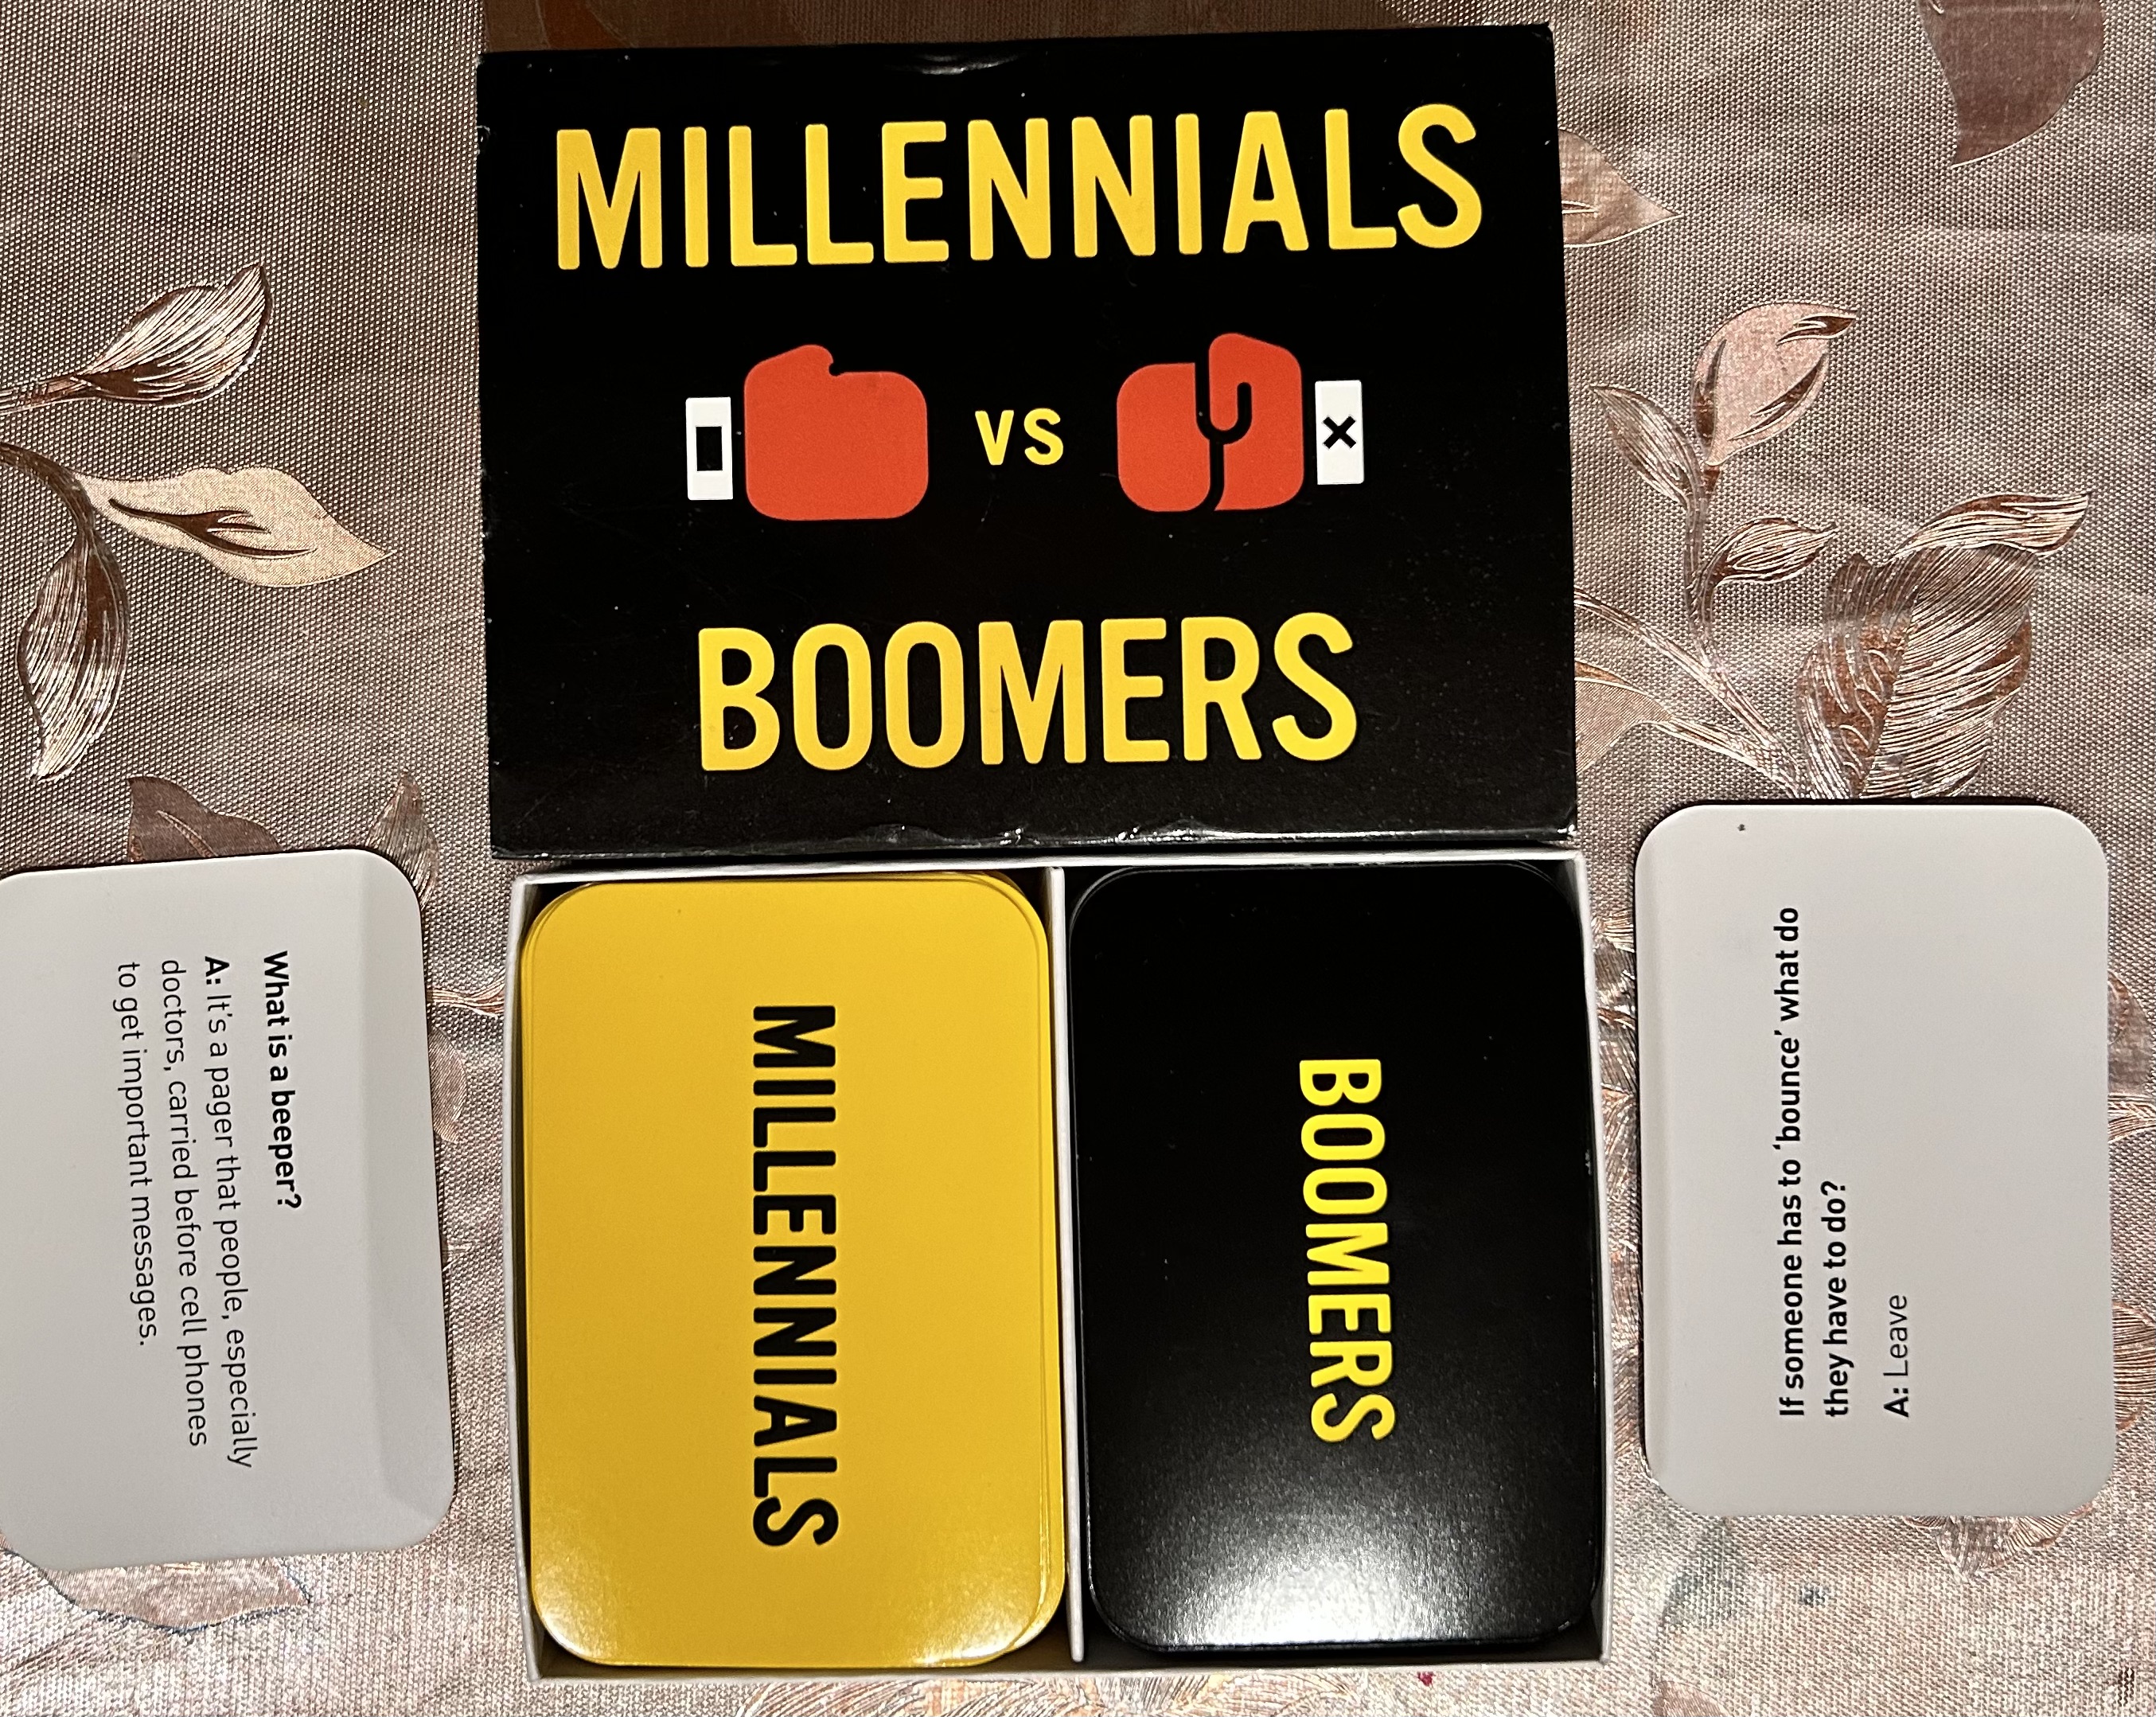 MILLENNIALS
VS
BOOMERS
What is a beeper?
A: It's a pager that people, especially
doctors, carried before cell phones
to get important messages.
MILLENNIALS
BOOMERS
If someone has to ‘bounce’ what do
they have to do?
A: Leave